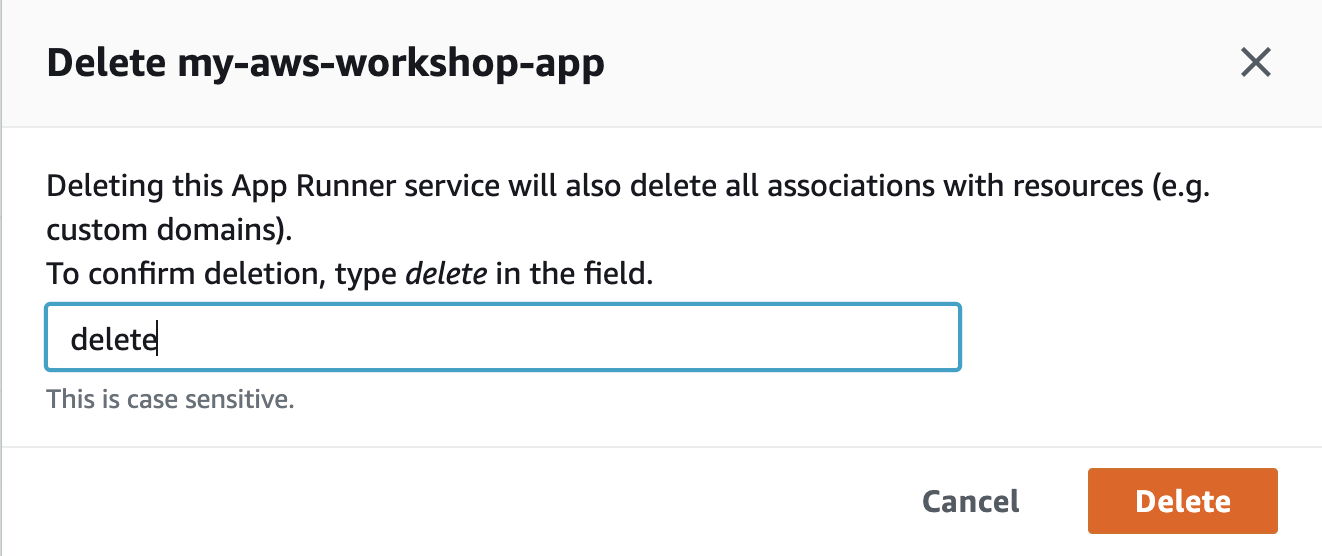 Delete my-aws-workshop-app
Deleting this App Runner service will also delete all associations with resources (e.g.
custom domains).
To confirm deletion, type delete in the field.
delete
This is case sensitive.
Cancel
Delete